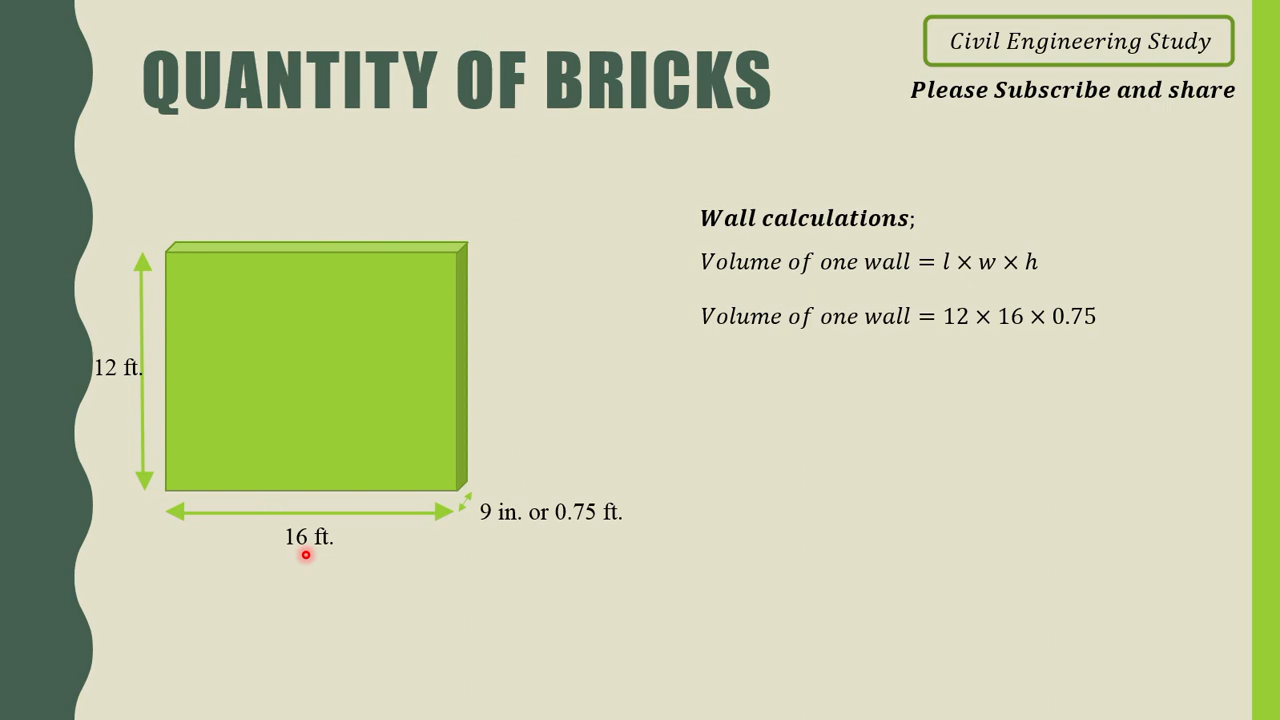 Civil Engineering Study
Please Subscribe and share
QUANTITY OF BRICKS
Wall calculations;
Volume of one wall = l × w × h
Volume of one wall = 12 × 16 × 0.75
12 ft.
9 in. or 0.75 ft.
16 ft.